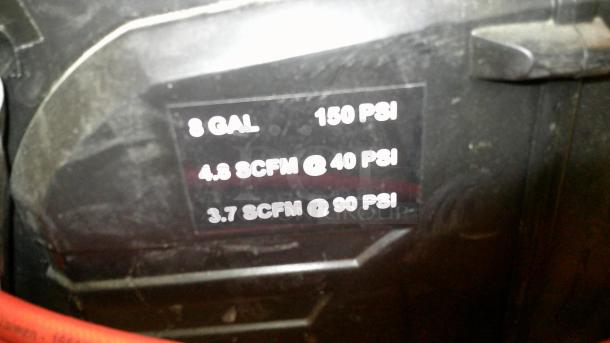 8 GAL 150 PSI
4.8 SCFM @ 40 PSI
3.7 SCFM @ 90 PSI